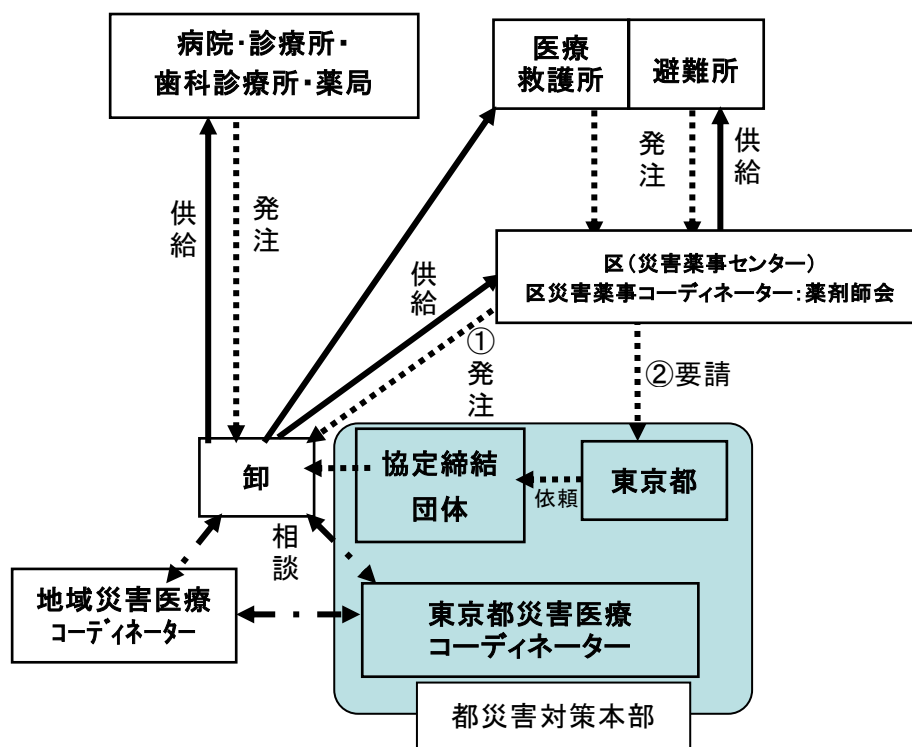 病院・診療所・
歯科診療所・薬局
医療
救護所
避難所
供給
発注
発注
供給
区(災害薬事センター)
区災害薬事コーディネーター:薬剤師会
供給
①発注
②要請
卸
協定締結
団体
依頼
東京都
相談
地域災害医療
コーディネーター
東京都災害医療
コーディネーター
都災害対策本部